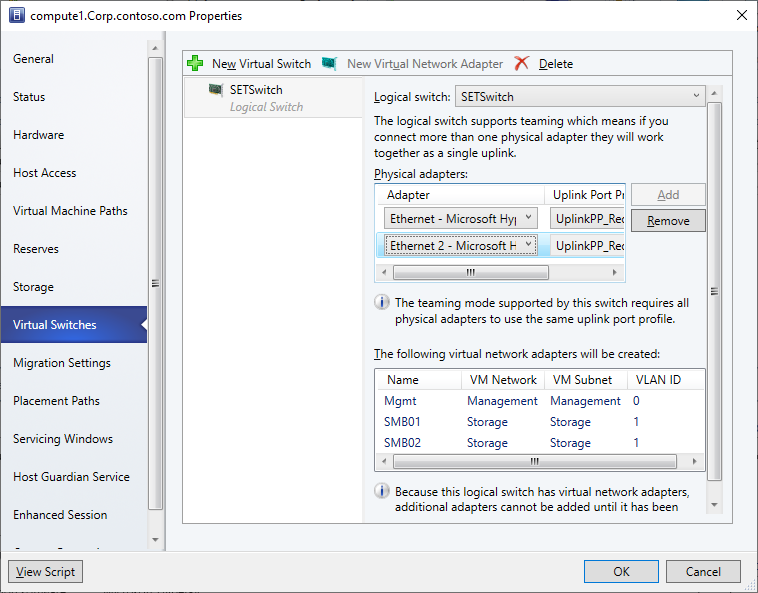 compute1.Corp.contoso.com Properties
General
Status
Hardware
Host Access
Virtual Machine Paths
Reserves
Storage
Virtual Switches
Migration Settings
Placement Paths
Servicing Windows
Host Guardian Service
Enhanced Session
New Virtual Switch
New Virtual Network Adapter
Delete
SETSwitch
Logical Switch
Logical switch: SETSwitch
The logical switch supports teaming which means if you
connect more than one physical adapter they will work
together as a single uplink.
Physical adapters:
Adapter Uplink Port Pr
Ethernet - Microsoft Hyp UplinkPP_Red
Ethernet 2 - Microsoft H UplinkPP_Red
Add
Remove
The teaming mode supported by this switch requires all
physical adapters to use the same uplink port profile.
The following virtual network adapters will be created:
Name VM Network VM Subnet VLAN ID
Mgmt Management Management 0
SMB01 Storage Storage 1
SMB02 Storage Storage 1
Because this logical switch has virtual network adapters,
additional adapters cannot be added until it has been
View Script
OK
Cancel